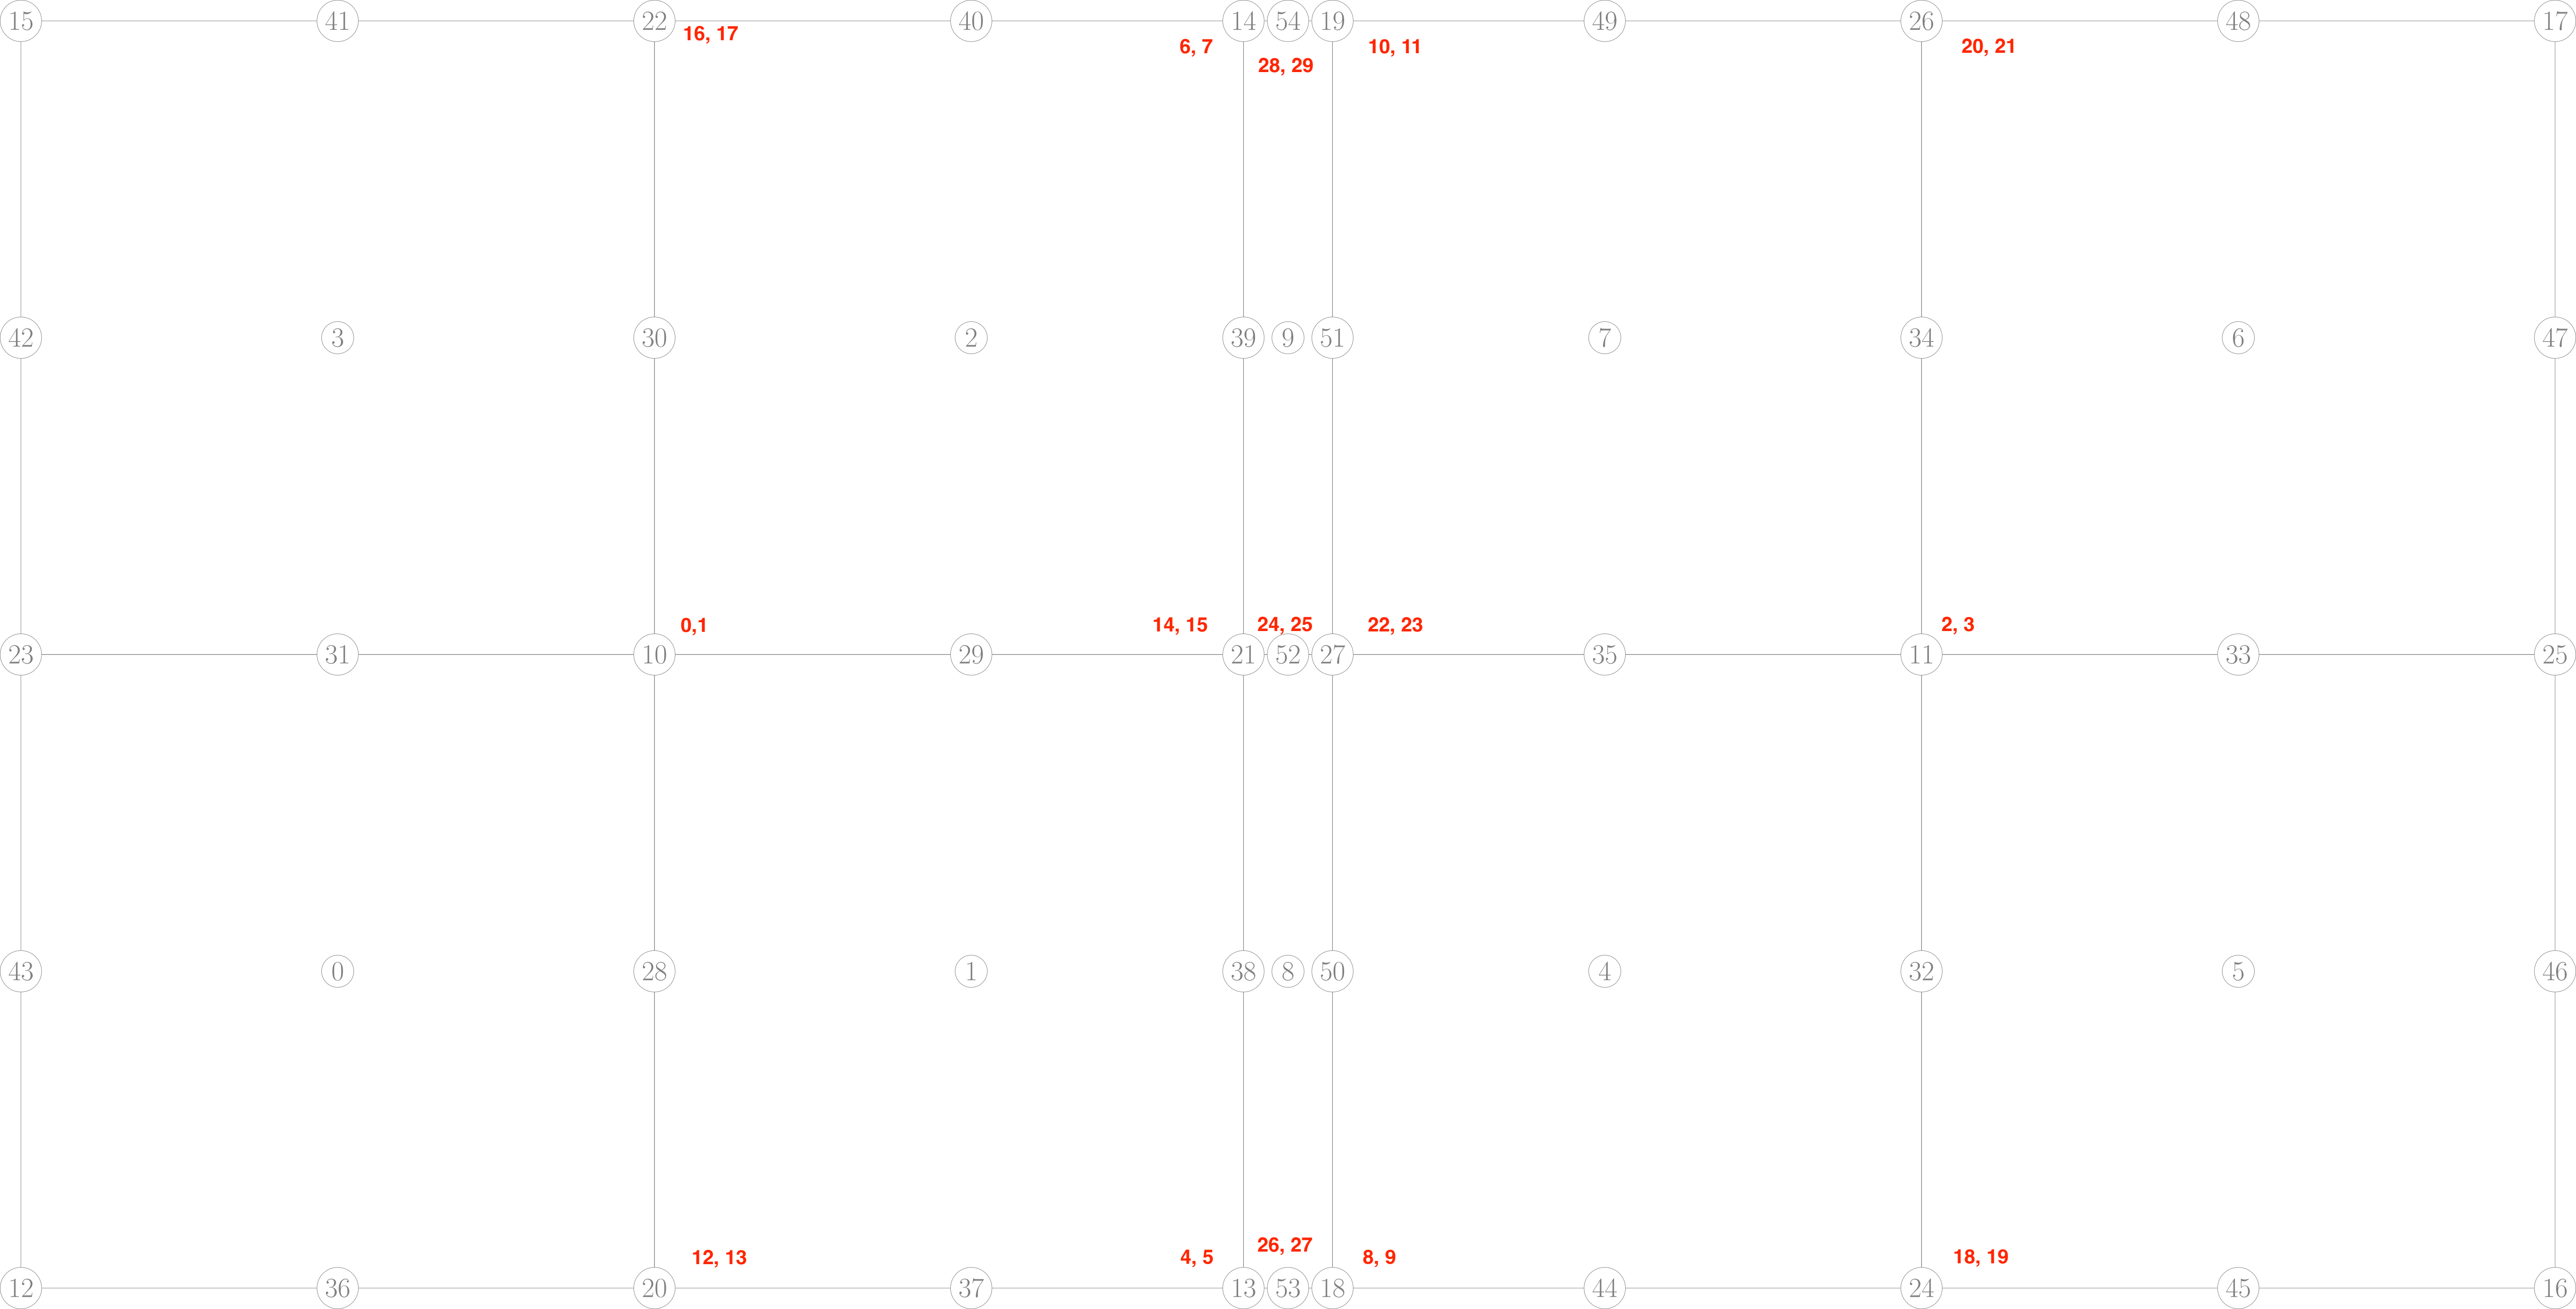 15 41 22 40 14 54 19 49 26 48 17
16, 17
6, 7 10, 11 20, 21
28, 29
42 3 30 2 39 9 51 7 34 6 47
0,1 14, 15 24, 25 22, 23 2, 3
23 31 10 29 21 52 27 35 11 33 25
43 0 28 1 38 8 50 4 32 5 46
26, 27
12, 13 4, 5 8, 9 18, 19
12 36 20 37 13 53 18 44 24 45 16